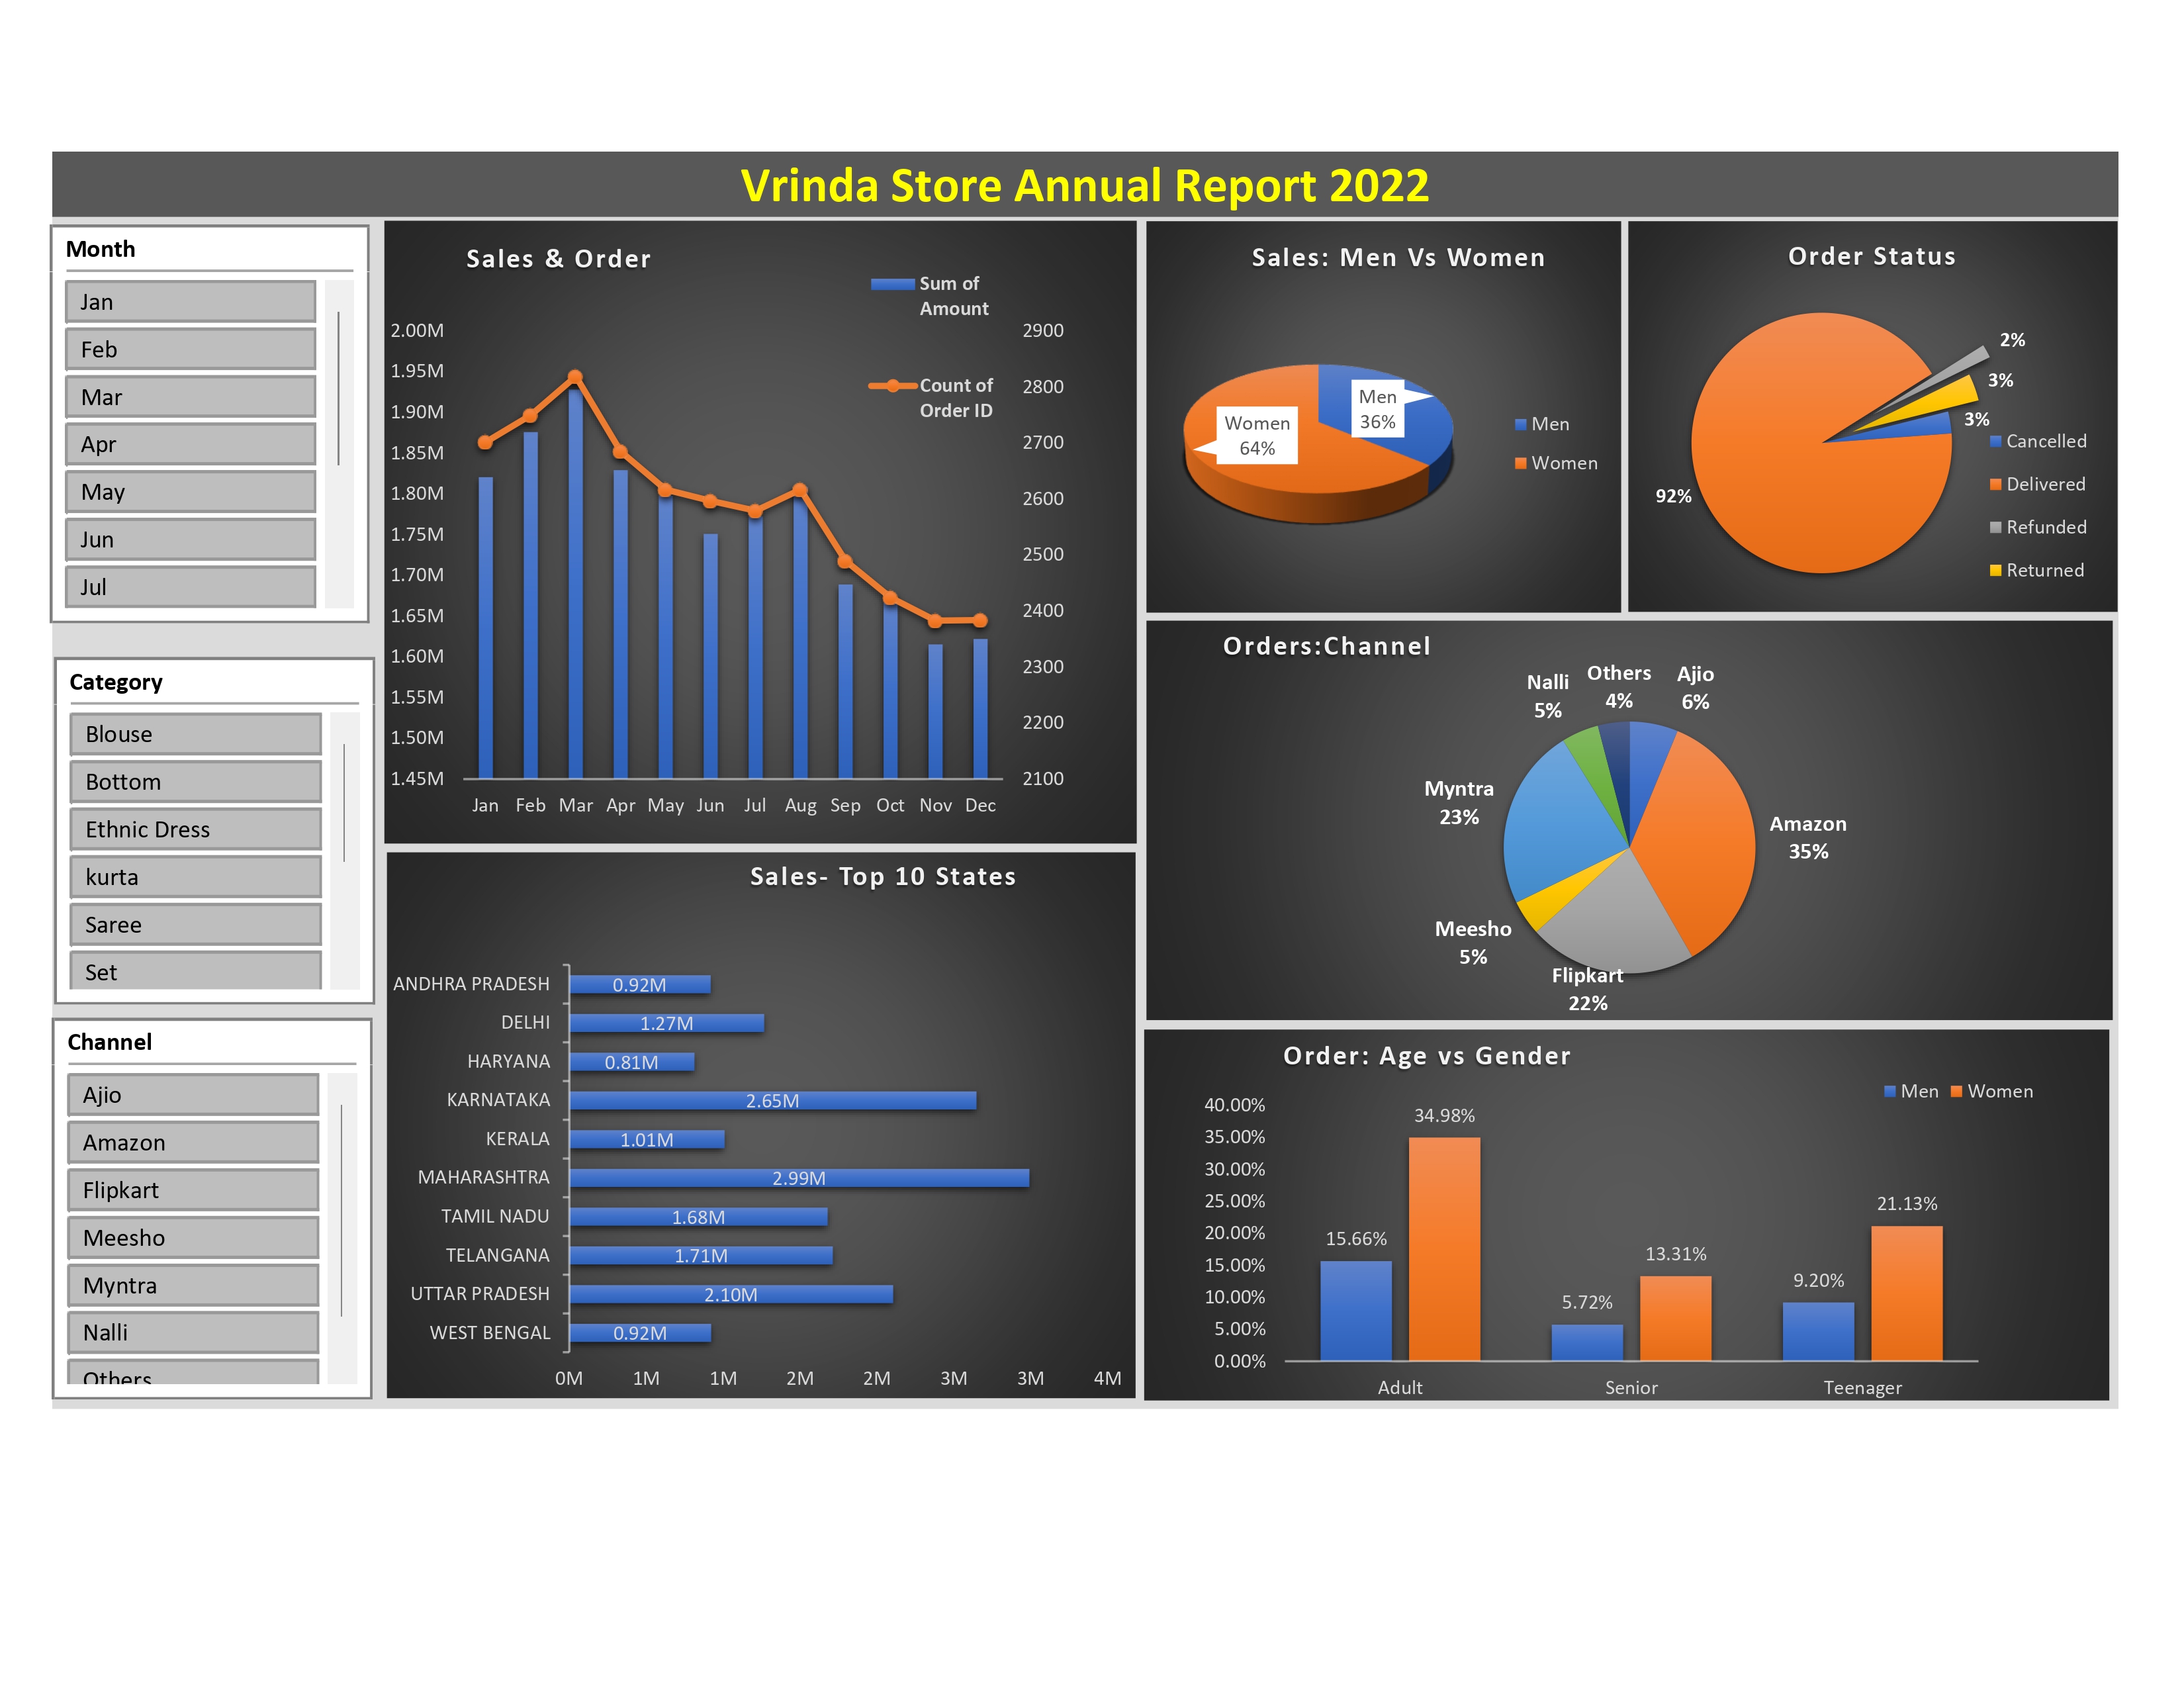 Vrinda Store Annual Report 2022
Month
Jan
Feb
Mar
Apr
May
Jun
Jul
Category
Blouse
Bottom
Ethnic Dress
kurta
Saree
Set
Channel
Ajio
Amazon
Flipkart
Meesho
Myntra
Nalli
Others
Sales & Order
Sum of
Amount
Count of
Order ID
2.00M
1.95M
1.90M
1.85M
1.80M
1.75M
1.70M
1.65M
1.60M
1.55M
1.50M
1.45M
2900
2800
2700
2600
2500
2400
2300
2200
2100
Jan Feb Mar Apr May Jun Jul Aug Sep Oct Nov Dec
Sales: Men Vs Women
Men
36%
Women
64%
Men
Women
Order Status
2%
3%
3%
92%
Cancelled
Delivered
Refunded
Returned
Sales- Top 10 States
ANDHRA PRADESH 0.92M
DELHI 1.27M
HARYANA 0.81M
KARNATAKA 2.65M
KERALA 1.01M
MAHARASHTRA 2.99M
TAMIL NADU 1.68M
TELANGANA 1.71M
UTTAR PRADESH 2.10M
WEST BENGAL 0.92M
0M 1M 1M 2M 2M 3M 3M 4M
Orders:Channel
Nalli
5%
Others
4%
Ajio
6%
Myntra
23%
Amazon
35%
Meesho
5%
Flipkart
22%
Order: Age vs Gender
Men Women
40.00%
35.00%
30.00%
25.00%
20.00%
15.00%
10.00%
5.00%
0.00%
15.66%
34.98%
5.72%
13.31%
9.20%
21.13%
Adult Senior Teenager